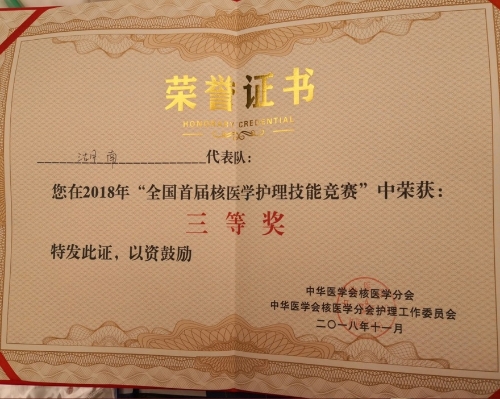 荣誉证书
HONORARY CREDENTIAL
湖南代表队：
您在2018年“全国首届核医学护理技能竞赛”中荣获：
三等奖
特发此证，以资鼓励
中华医学会核医学分会
中华医学会核医学分会护理工作委员会
二〇一八年十一月